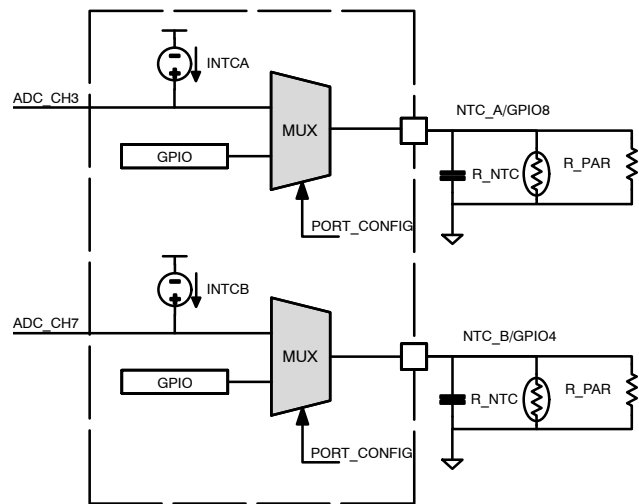 INTCA
ADC_CH3
NTC_A/GPIO8
MUX
GPIO
R_NTC
R_PAR
PORT_CONFIG
INTCB
ADC_CH7
NTC_B/GPIO4
MUX
GPIO
R_NTC
R_PAR
PORT_CONFIG